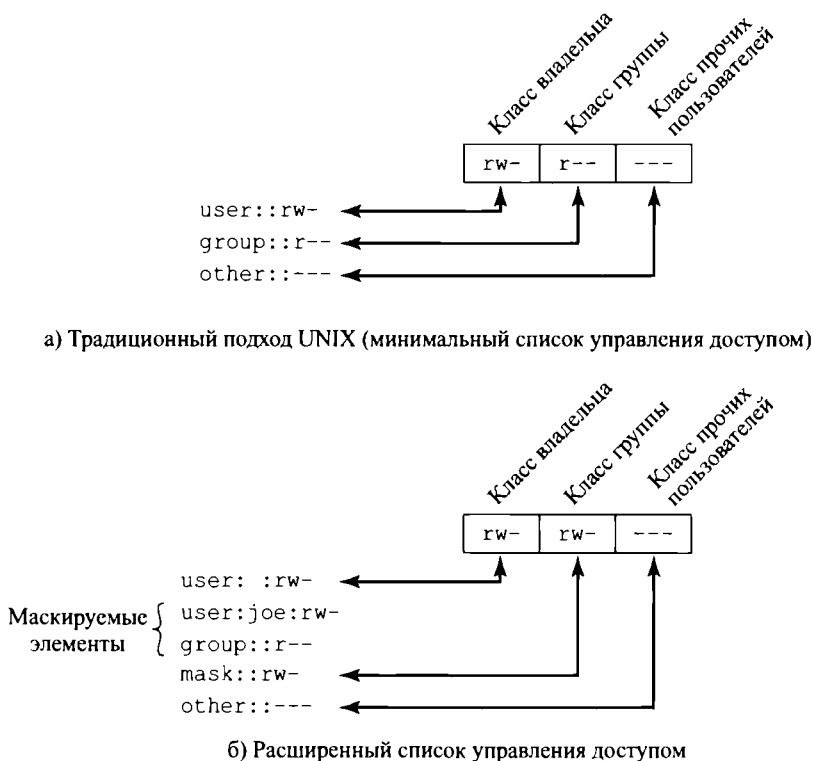 Класс владельца
Класс группы
Класс прочих
пользователей
rw- r-- ---
user::rw-
group::r--
other::---
а) Традиционный подход UNIX (минимальный список управления доступом)
Класс владельца
Класс группы
Класс прочих
пользователей
rw- rw- ---
user: :rw-
Маскируемые
элементы
user:joe:rw-
group::r--
mask::rw-
other::---
б) Расширенный список управления доступом